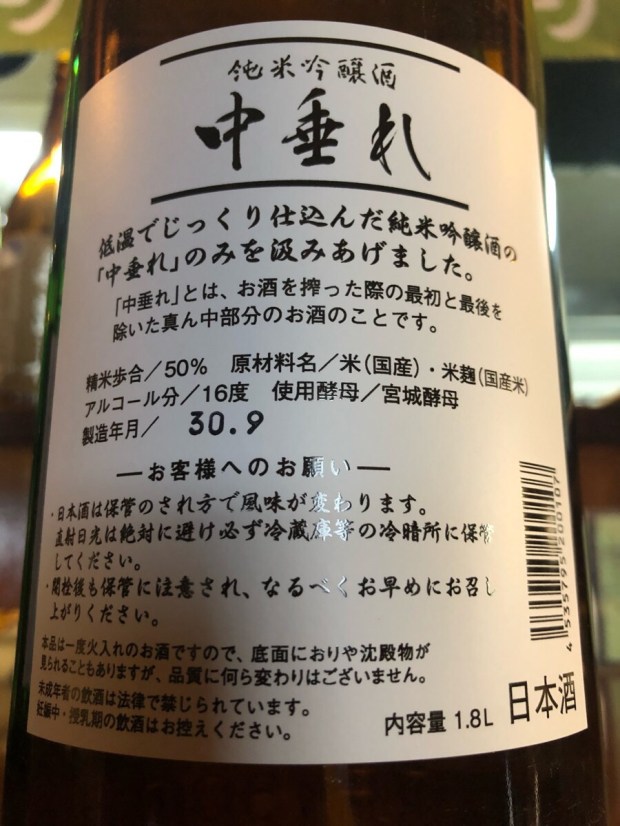 純米吟醸酒
中垂れ
低温でじっくり仕込んだ純米吟醸酒の
「中垂れ」のみを汲みあげました。
「中垂れ」とは、お酒を搾った際の最初と最後を
除いた真ん中部分のお酒のことです。
精米歩合/50% 原材料名/米(国産)・米麹(国産米)
アルコール分/16度 使用酵母/宮城酵母
製造年月/ 30.9
―お客様へのお願い―
・日本酒は保管のされ方で風味が変わります。
直射日光は絶対に避け必ず冷蔵庫等の冷暗所に保管
してください。
・開栓後も保管に注意され、なるべくお早めにお召し
上がりください。
本品は一度火入れのお酒ですので、底面におりや沈殿物が
見られることもありますが、品質に何ら変わりはございません。
未成年者の飲酒は法律で禁じられています。
妊娠中・授乳期の飲酒はお控えください。
内容量 1.8L
日本酒
4 535795 200107